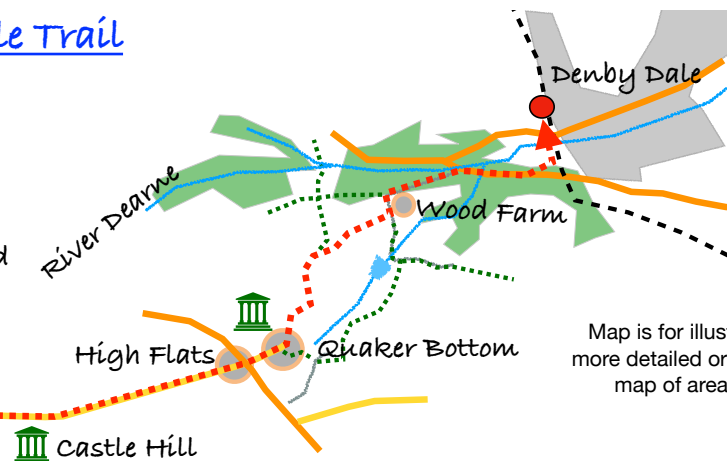 le Trail
Denby Dale
River Dearne
Wood Farm
d
High Flats
Quaker Bottom
Castle Hill
Map is for illust
more detailed or
map of area